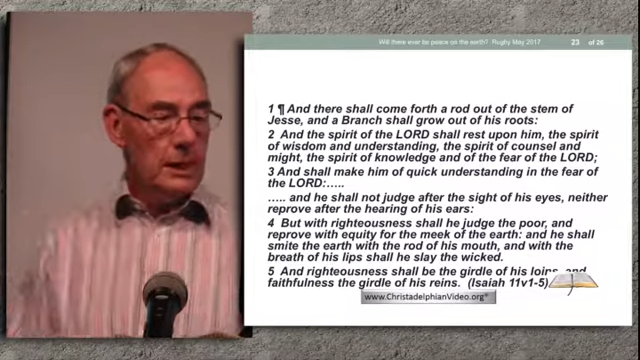 Will there ever be peace on the earth? Rugby May 2017 23 of 26
1 ¶ And there shall come forth a rod out of the stem of
Jesse, and a Branch shall grow out of his roots:
2 And the spirit of the LORD shall rest upon him, the spirit
of wisdom and understanding, the spirit of counsel and
might, the spirit of knowledge and of the fear of the LORD;
3 And shall make him of quick understanding in the fear of
the LORD:…..
….. and he shall not judge after the sight of his eyes, neither
reprove after the hearing of his ears:
4 But with righteousness shall he judge the poor, and
reprove with equity for the meek of the earth: and he shall
smite the earth with the rod of his mouth, and with the
breath of his lips shall he slay the wicked.
5 And righteousness shall be the girdle of his loins, and
faithfulness the girdle of his reins. (Isaiah 11v1-5)
www.ChristadelphianVideo.org®